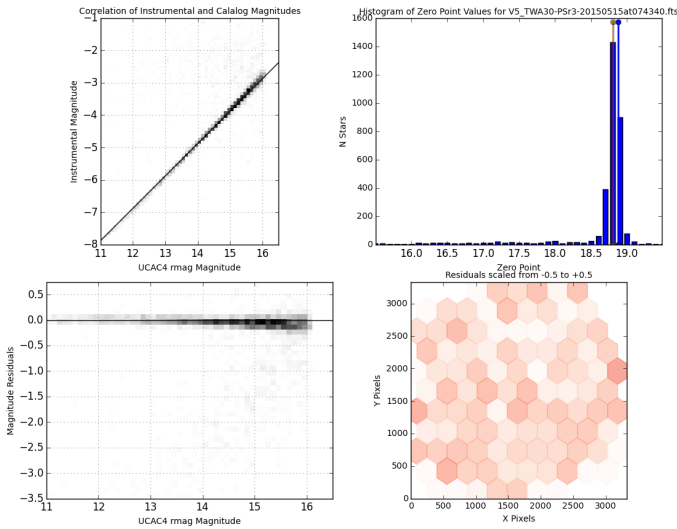 Correlation of Instrumental and Calalog Magnitudes
−1
−2
−3
−4
−5
−6
−7
−8
Instrumental Magnitude
11 12 13 14 15 16
UCAC4 rmag Magnitude
Histogram of Zero Point Values for V5_TWA30-PSr3-20150515at074340.fts
1600
1400
1200
1000
800
600
400
200
0
N Stars
16.0 16.5 17.0 17.5 18.0 18.5 19.0
Zero Point
0.5
0.0
−0.5
−1.0
−1.5
−2.0
−2.5
−3.0
−3.5
Magnitude Residuals
11 12 13 14 15 16
UCAC4 rmag Magnitude
Residuals scaled from -0.5 to +0.5
3000
2500
2000
1500
1000
500
0
Y Pixels
0 500 1000 1500 2000 2500 3000
X Pixels